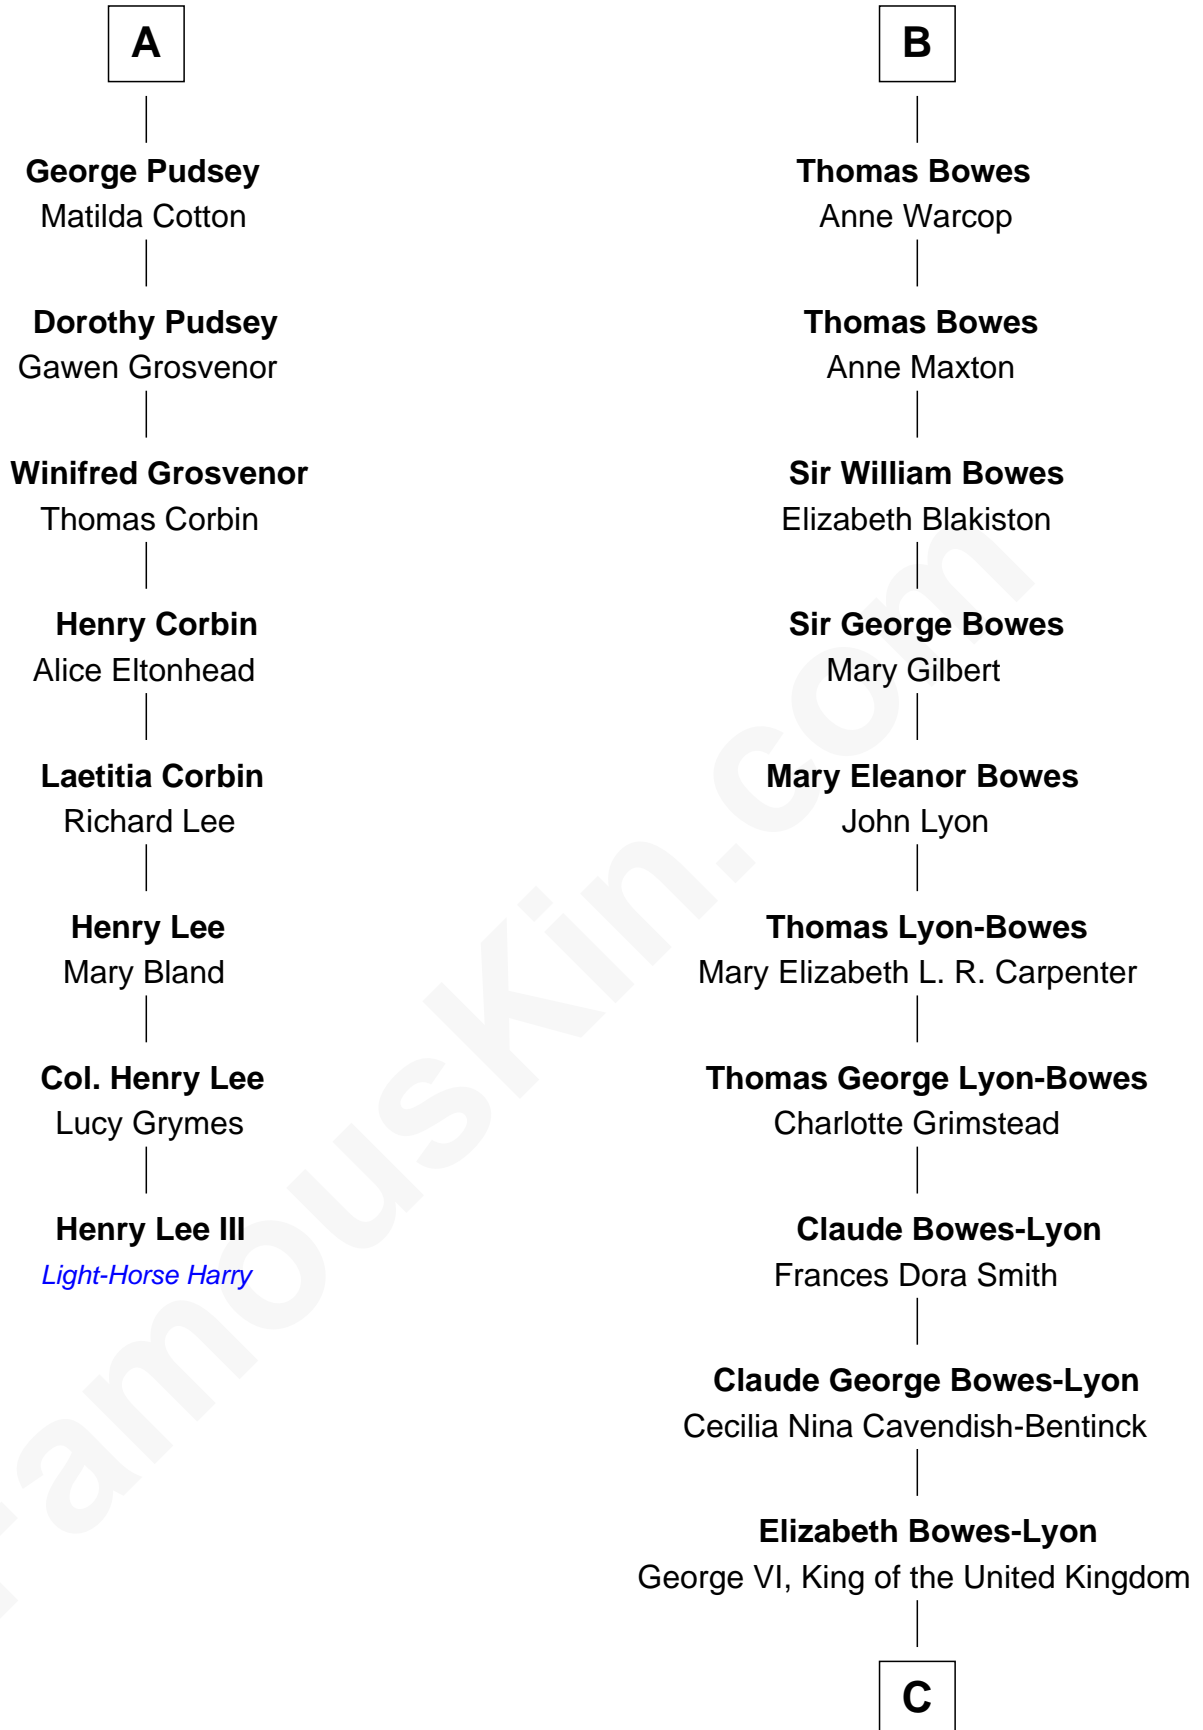 A
George Pudsey
Matilda Cotton
Dorothy Pudsey
Gawen Grosvenor
Winifred Grosvenor
Thomas Corbin
Henry Corbin
Alice Eltonhead
Laetitia Corbin
Richard Lee
Henry Lee
Mary Bland
Col. Henry Lee
Lucy Grymes
Henry Lee III
Light-Horse Harry
B
Thomas Bowes
Anne Warcop
Thomas Bowes
Anne Maxton
Sir William Bowes
Elizabeth Blakiston
Sir George Bowes
Mary Gilbert
Mary Eleanor Bowes
John Lyon
Thomas Lyon-Bowes
Mary Elizabeth L. R. Carpenter
Thomas George Lyon-Bowes
Charlotte Grimstead
Claude Bowes-Lyon
Frances Dora Smith
Claude George Bowes-Lyon
Cecilia Nina Cavendish-Bentinck
Elizabeth Bowes-Lyon
George VI, King of the United Kingdom
C
FamousKin.com